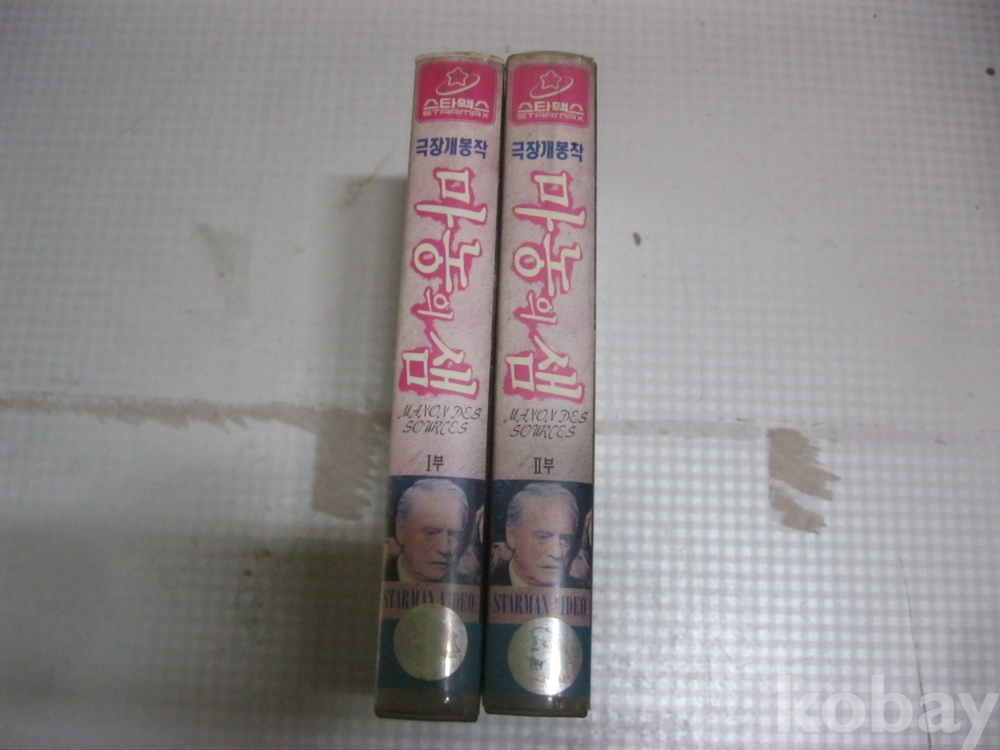 스타맥스
STARMAX
극장개봉작
마농의 샘
MANON DES
SOURCES
I부
STARMAX VIDEO
스타맥스
STARMAX
극장개봉작
마농의 샘
MANON DES
SOURCES
II부
STARMAX VIDEO
kobay